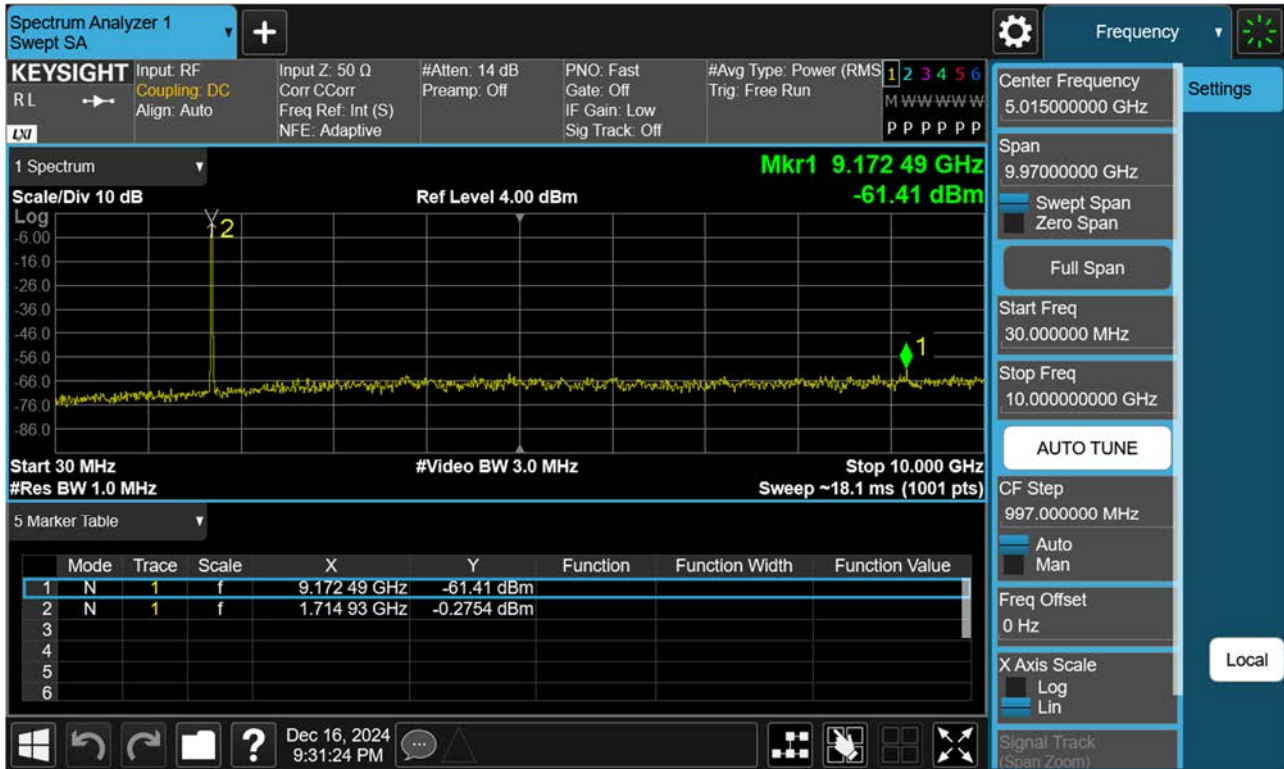 Spectrum Analyzer 1
Swept SA
+
Frequency
KEYSIGHT
RL
LXI
Input: RF
Coupling: DC
Align: Auto
Input Z: 50 Ω
Corr CCorr
Freq Ref: Int (S)
NFE: Adaptive
#Atten: 14 dB
Preamp: Off
PNO: Fast
Gate: Off
IF Gain: Low
Sig Track: Off
#Avg Type: Power (RMS
Trig: Free Run
1 2 3 4 5 6
M W W W W W
P P P P P P
1 Spectrum
Mkr1 9.172 49 GHz
-61.41 dBm
Scale/Div 10 dB
Ref Level 4.00 dBm
Log
-6.00
-16.0
-26.0
-36.0
-46.0
-56.0
-66.0
-76.0
-86.0
2
1
Start 30 MHz
#Video BW 3.0 MHz
Stop 10.000 GHz
#Res BW 1.0 MHz
Sweep ~18.1 ms (1001 pts)
5 Marker Table
Mode Trace Scale X Y Function Function Width Function Value
1 N 1 f 9.172 49 GHz -61.41 dBm
2 N 1 f 1.714 93 GHz -0.2754 dBm
3
4
5
6
?
Dec 16, 2024
9:31:24 PM
Center Frequency
5.015000000 GHz
Settings
Span
9.97000000 GHz
Swept Span
Zero Span
Full Span
Start Freq
30.000000 MHz
Stop Freq
10.000000000 GHz
AUTO TUNE
CF Step
997.000000 MHz
Auto
Man
Freq Offset
0 Hz
X Axis Scale
Log
Lin
Local
Signal Track
(Span Zoom)